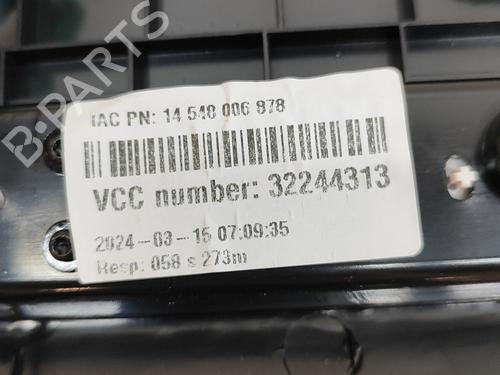 B-PARTS
IAC PN: 14 548 006 878
VCC number: 32244313
2024-03-15 07:09:35
Resp: 058 s 273m